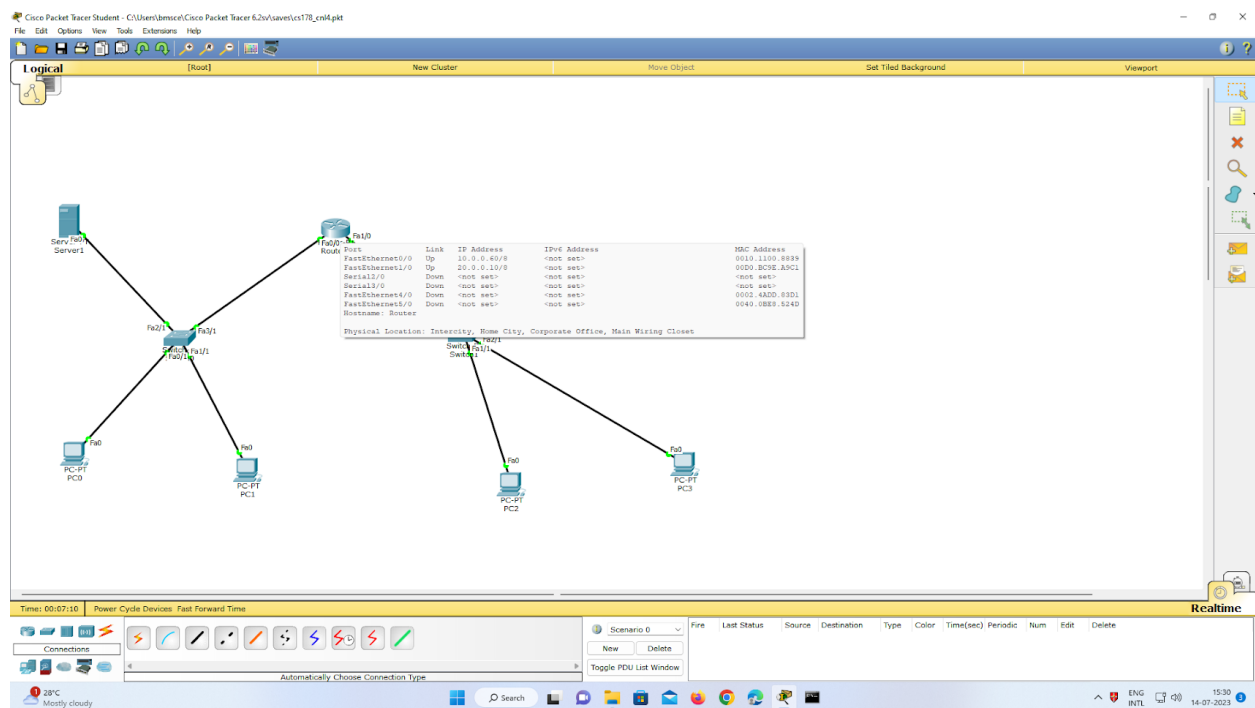 Cisco Packet Tracer Student - C:\Users\bmsce\Cisco Packet Tracer 6.2sv\saves\cs178_cnl4.pkt
File Edit Options View Tools Extensions Help
Logical [Root] New Cluster Move Object Set Tiled Background Viewport
Fa0
Server1
Fa1/0
Fa0/0
Port Link IP Address IPv6 Address MAC Address
FastEthernet0/0 Up 10.0.0.60/8 <not set> 0010.1100.8839
FastEthernet1/0 Up 20.0.0.10/8 <not set> 00D0.BC9E.A9C1
Serial2/0 Down <not set> <not set> <not set>
Serial3/0 Down <not set> <not set> <not set>
FastEthernet4/0 Down <not set> <not set> 0002.4ADD.83D1
FastEthernet5/0 Down <not set> <not set> 0040.0BE8.524D
Hostname: Router
Physical Location: Intercity, Home City, Corporate Office, Main Wiring Closet
Fa2/1
Fa3/1
Switch
Fa1/1
Fa0/1
Fa2/1
Switch
Fa1/1
Switch1
Fa0
PC-PT
PC0
Fa0
PC-PT
PC1
Fa0
PC-PT
PC2
Fa0
PC-PT
PC3
Time: 00:07:10 Power Cycle Devices Fast Forward Time Realtime
Connections
Automatically Choose Connection Type
Scenario 0
New Delete
Toggle PDU List Window
Fire Last Status Source Destination Type Color Time(sec) Periodic Num Edit Delete
1
28°C
Mostly cloudy
Search
ENG
INTL
15:30
14-07-2023
3